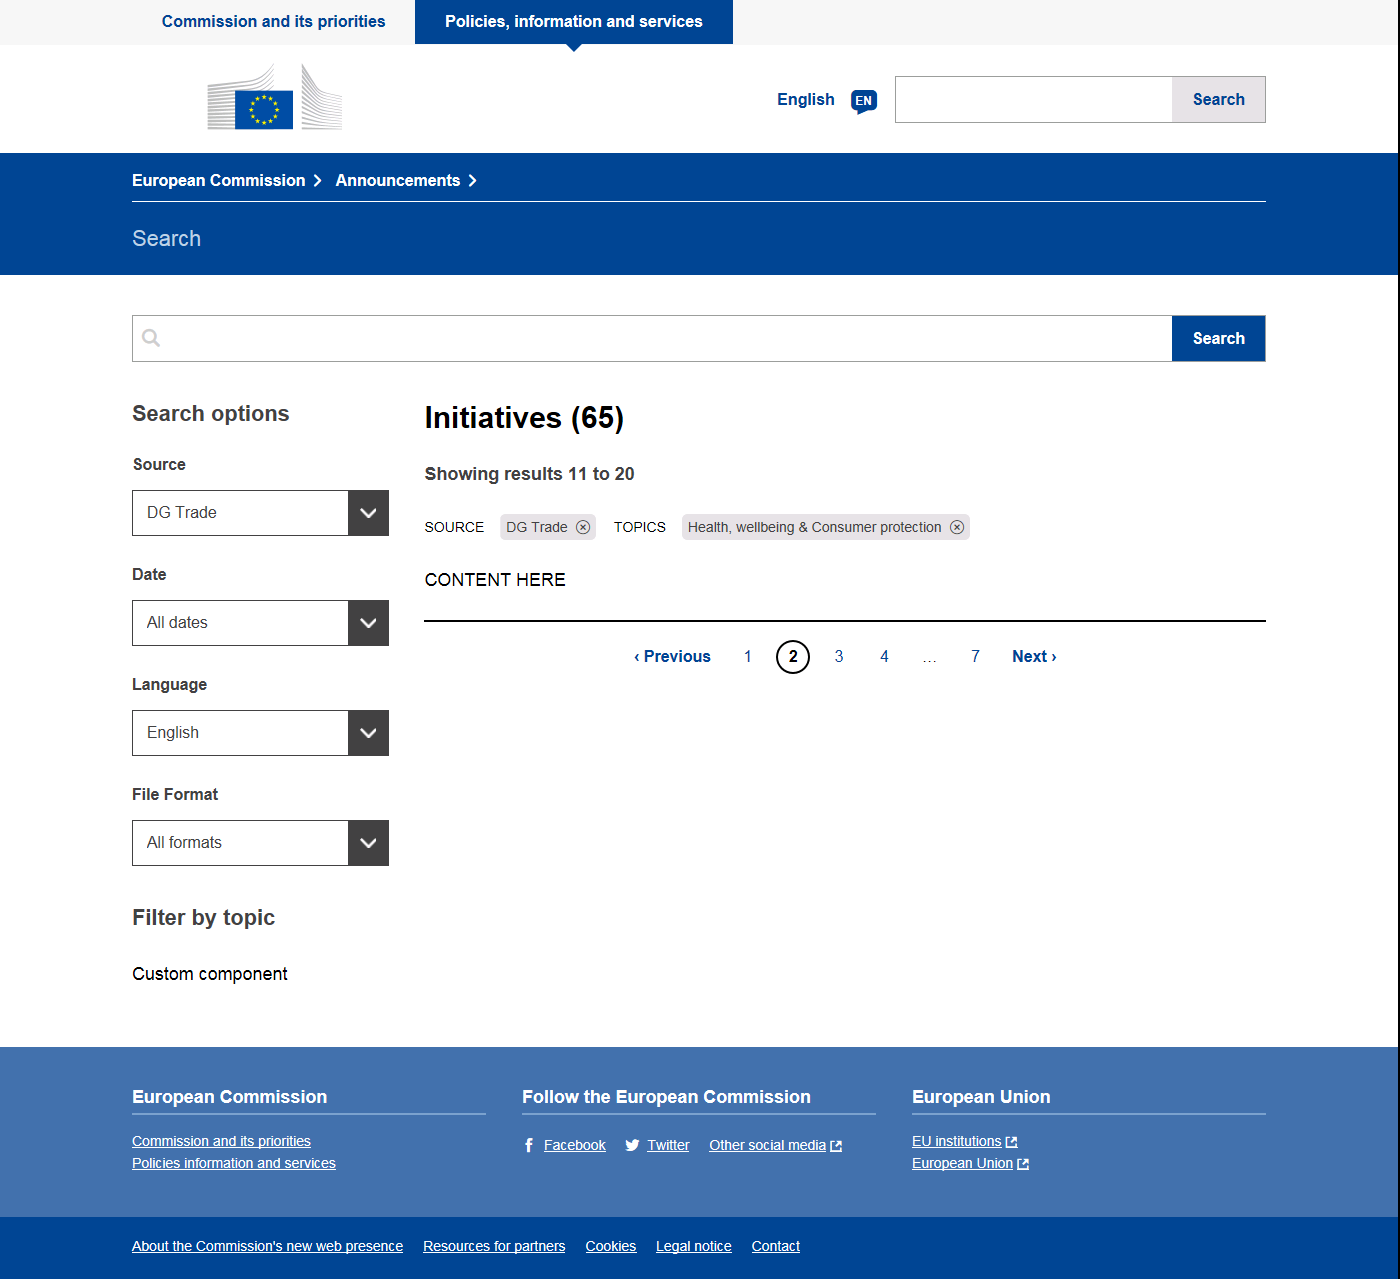 Commission and its priorities Policies, information and services
English EN Search
European Commission Announcements
Search
Search
Search options
Initiatives (65)
Source
Showing results 11 to 20
DG Trade
SOURCE DG Trade TOPICS Health, wellbeing & Consumer protection
Date
CONTENT HERE
All dates
‹ Previous 1 2 3 4 ... 7 Next ›
Language
English
File Format
All formats
Filter by topic
Custom component
European Commission
Commission and its priorities
Policies information and services
Follow the European Commission
Facebook Twitter Other social media
European Union
EU institutions
European Union
About the Commission's new web presence Resources for partners Cookies Legal notice Contact